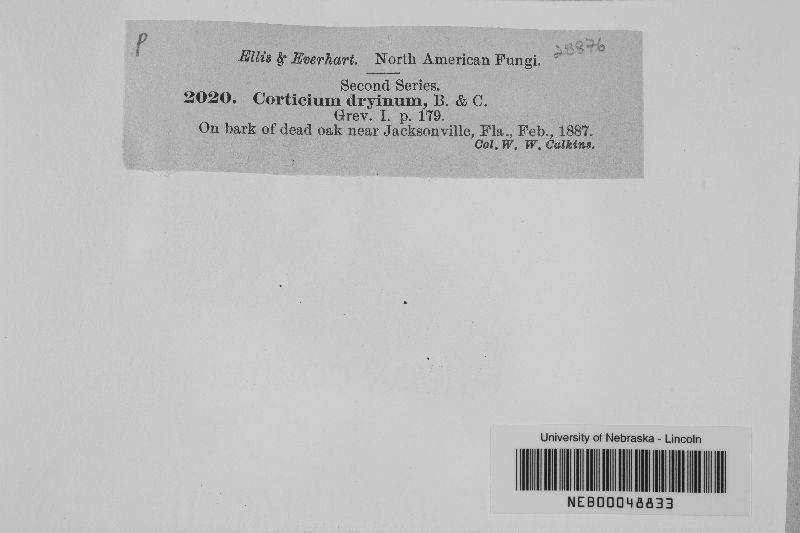 P
28876
Ellis & Everhart. North American Fungi.
Second Series.
2020. Corticium dryinum, B. & C.
Grev. I. p. 179.
On bark of dead oak near Jacksonville, Fla., Feb., 1887.
Col. W. W. Calkins.
University of Nebraska - Lincoln
NEB00048833